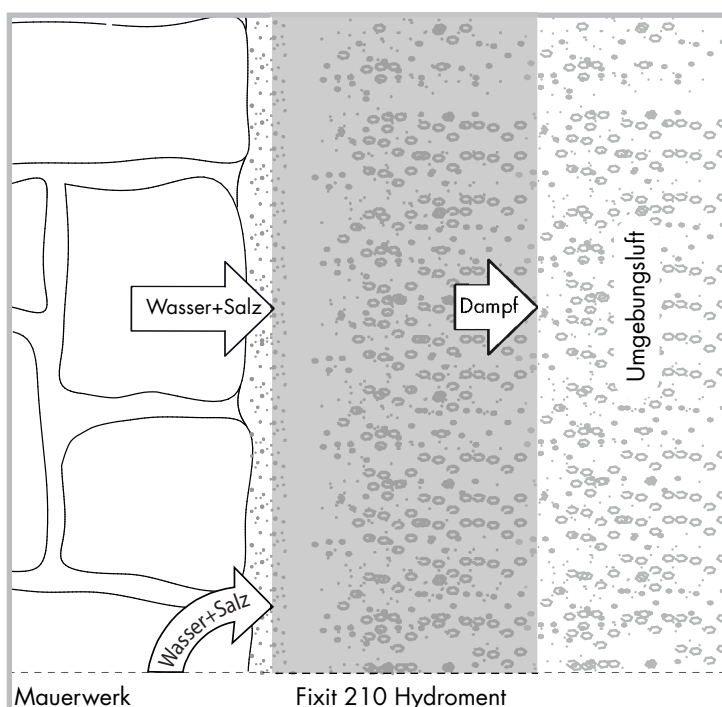 Wasser+Salz
Dampf
Umgebungsluft
Wasser+Salz
Mauerwerk
Fixit 210 Hydroment